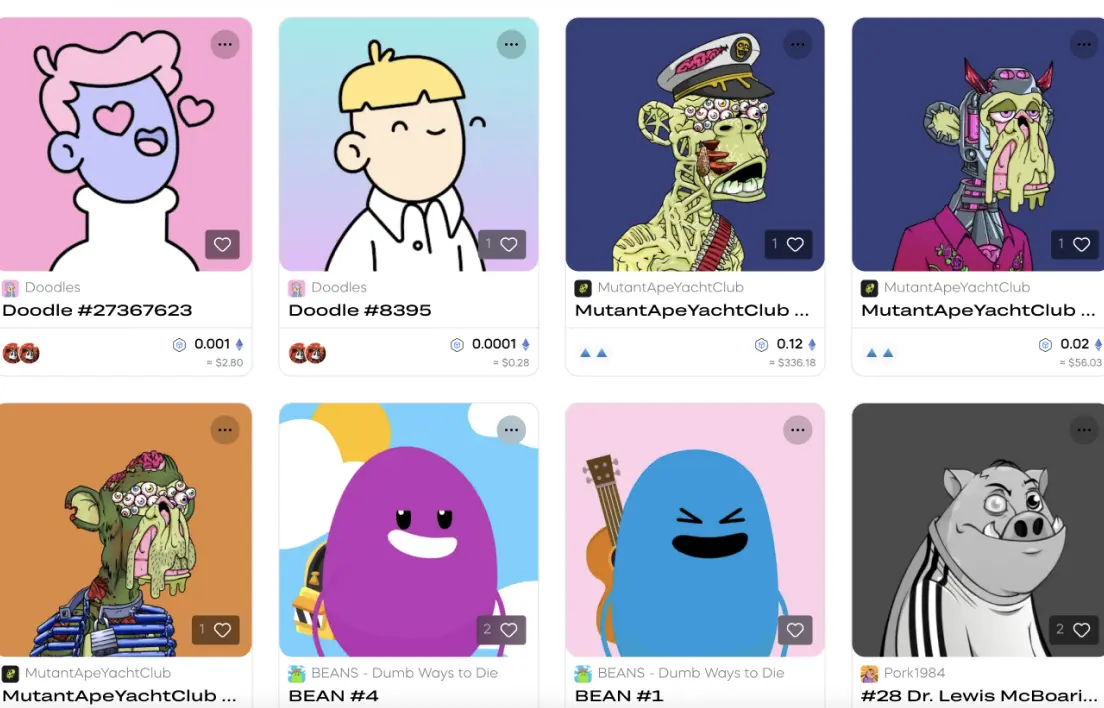 Doodles
Doodle #27367623
0.001
≈ $2.80
1
Doodles
Doodle #8395
0.0001
≈ $0.28
1
MutantApeYachtClub
MutantApeYachtClub ...
0.12
≈ $336.18
1
MutantApeYachtClub
MutantApeYachtClub ...
0.02
≈ $56.03
1
MutantApeYachtClub
MutantApeYachtClub ...
2
BEANS - Dumb Ways to Die
BEAN #4
BEANS - Dumb Ways to Die
BEAN #1
2
Pork1984
#28 Dr. Lewis McBoari...